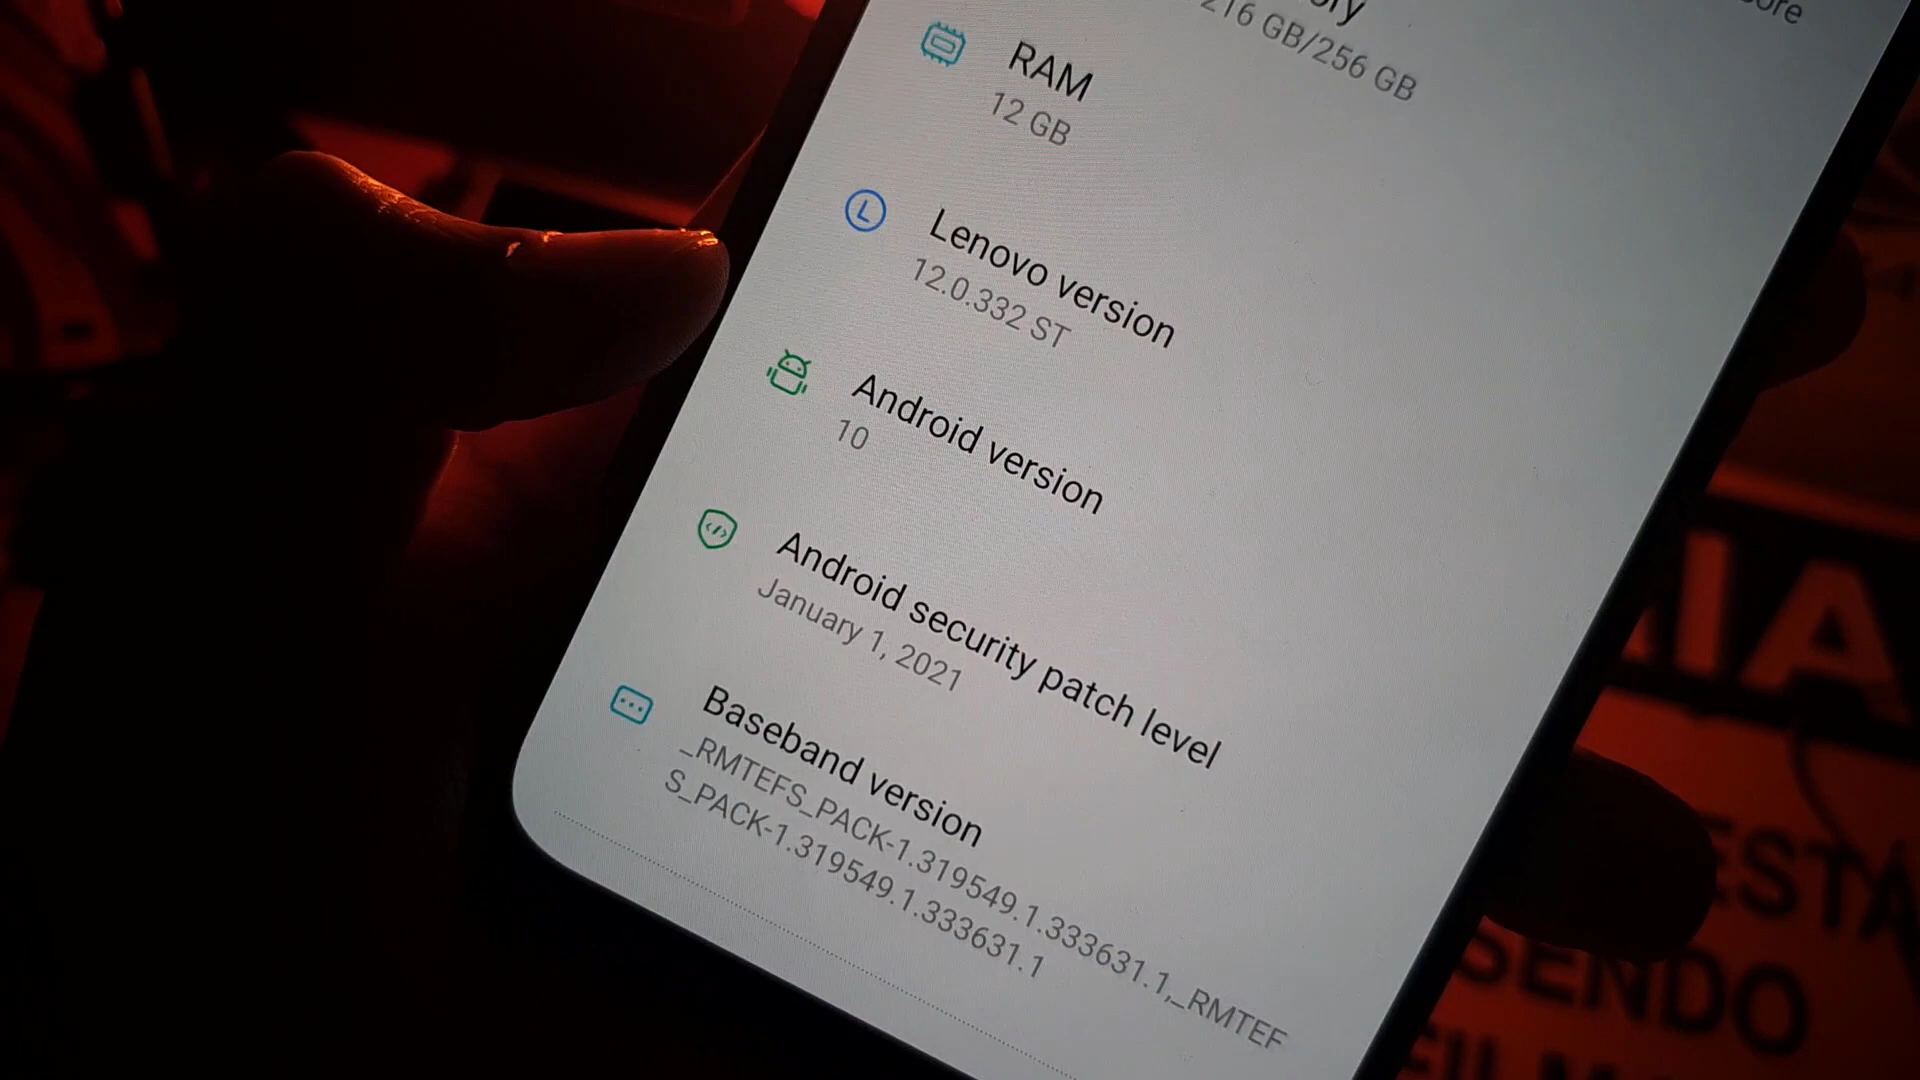 216 GB/256 GB
RAM
12 GB
Lenovo version
12.0.332 ST
Android version
10
Android security patch level
January 1, 2021
Baseband version
_RMTEFS_PACK-1.319549.1.333631.1,_RMTEF
S_PACK-1.319549.1.333631.1
SENDO